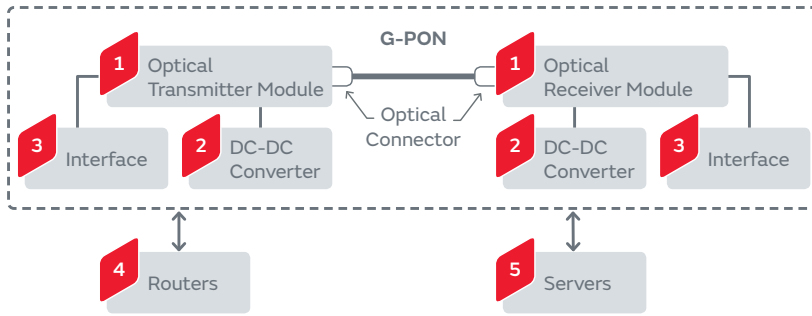 G-PON
1
Optical
Transmitter Module
1
Optical
Receiver Module
Optical
Connector
3
Interface
2
DC-DC
Converter
2
DC-DC
Converter
3
Interface
4
Routers
5
Servers